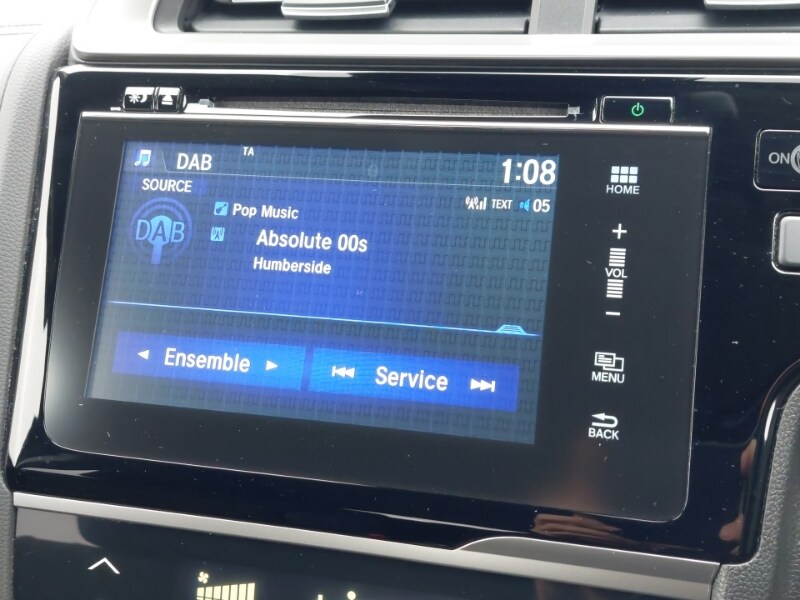 DAB
TA
1:08
SOURCE
TEXT 05
DAB
Pop Music
Absolute 00s
Humberside
Ensemble
Service
HOME
+
VOL
−
MENU
BACK
ON